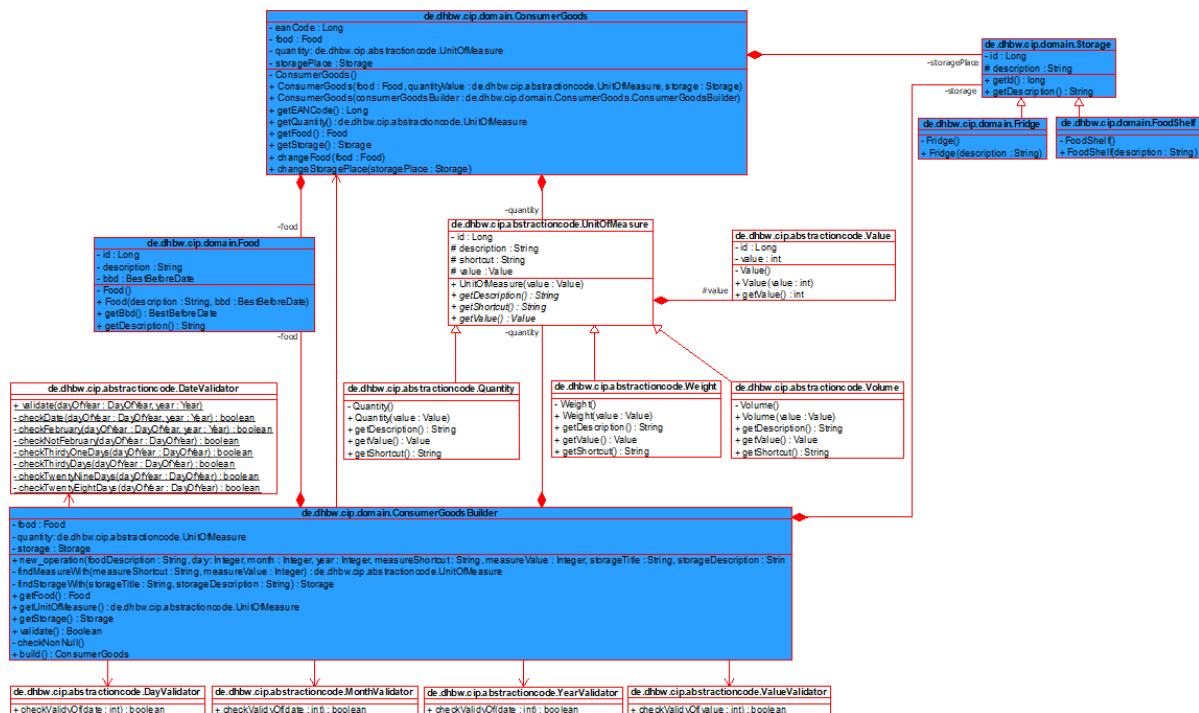 de.dhbw.cip.domain.ConsumerGoods
- eanCode : Long
- food : Food
- quantity: de.dhbw.cip.abstractioncode.UnitOfMeasure
- storagePlace : Storage
- ConsumerGoods()
+ ConsumerGoods(food : Food, quantityValue : de.dhbw.cip.abstractioncode.UnitOfMeasure, storage : Storage)
+ ConsumerGoods(consumerGoodsBuilder : de.dhbw.cip.domain.ConsumerGoods.ConsumerGoodsBuilder)
+ getEANCode() : Long
+ getQuantity() : de.dhbw.cip.abstractioncode.UnitOfMeasure
+ getFood() : Food
+ getStorage() : Storage
+ changeFood(food : Food)
+ changeStoragePlace(storagePlace : Storage)
-storagePlace
-storage
de.dhbw.cip.domain.Storage
- id : Long
# description : String
+ getId() : long
+ getDescription() : String
de.dhbw.cip.domain.Fridge
- Fridge()
+ Fridge(description : String)
de.dhbw.cip.domain.FoodShelf
- FoodShelf()
+ FoodShelf(description : String)
-food
-quantity
de.dhbw.cip.domain.Food
- id : Long
- description : String
- bbd : BestBeforeDate
- Food()
+ Food(description : String, bbd : BestBeforeDate)
+ getBbd() : BestBeforeDate
+ getDescription() : String
-food
de.dhbw.cip.abstractioncode.UnitOfMeasure
- id : Long
# description : String
# shortcut : String
# value : Value
+ UnitOfMeasure(value : Value)
+ getDescription() : String
+ getShortcut() : String
+ getValue() : Value
-quantity
#value
de.dhbw.cip.abstractioncode.Value
- id : Long
- value : int
- Value()
+ Value(value : int)
+ getValue() : int
de.dhbw.cip.abstractioncode.DateValidator
+ validate(dayOfYear : DayOfYear, year : Year)
- checkDate(dayOfYear : DayOfYear, year : Year) : boolean
- checkFebruary(dayOfYear : DayOfYear, year : Year) : boolean
- checkNotFebruary(dayOfYear : DayOfYear) : boolean
- checkThirdyOneDays(dayOfYear : DayOfYear) : boolean
- checkThirdyDays(dayOfYear : DayOfYear) : boolean
- checkTwentyNineDays(dayOfYear : DayOfYear) : boolean
- checkTwentyEightDays(dayOfYear : DayOfYear) : boolean
de.dhbw.cip.abstractioncode.Quantity
- Quantity()
+ Quantity(value : Value)
+ getDescription() : String
+ getValue() : Value
+ getShortcut() : String
de.dhbw.cip.abstractioncode.Weight
- Weight()
+ Weight(value : Value)
+ getDescription() : String
+ getValue() : Value
+ getShortcut() : String
de.dhbw.cip.abstractioncode.Volume
- Volume()
+ Volume(value : Value)
+ getDescription() : String
+ getValue() : Value
+ getShortcut() : String
de.dhbw.cip.domain.ConsumerGoodsBuilder
- food : Food
- quantity: de.dhbw.cip.abstractioncode.UnitOfMeasure
- storage : Storage
+ new_operation(foodDescription : String, day: Integer, month : Integer, year : Integer, measureShortcut : String, measureValue : Integer, storageTitle : String, storageDescription : Strin
- findMeasureWith(measureShortcut : String, measureValue : Integer) : de.dhbw.cip.abstractioncode.UnitOfMeasure
- findStorageWith(storageTitle : String, storageDescription : String) : Storage
+ getFood() : Food
+ getUnitOfMeasure() : de.dhbw.cip.abstractioncode.UnitOfMeasure
+ getStorage() : Storage
+ validate() : Boolean
- checkNonNull()
+ build() : ConsumerGoods
de.dhbw.cip.abstractioncode.DayValidator
+ checkValidyOf(date : int) : boolean
de.dhbw.cip.abstractioncode.MonthValidator
+ checkValidyOf(date : int) : boolean
de.dhbw.cip.abstractioncode.YearValidator
+ checkValidyOf(date : int) : boolean
de.dhbw.cip.abstractioncode.ValueValidator
+ checkValidyOf(value : int) : boolean